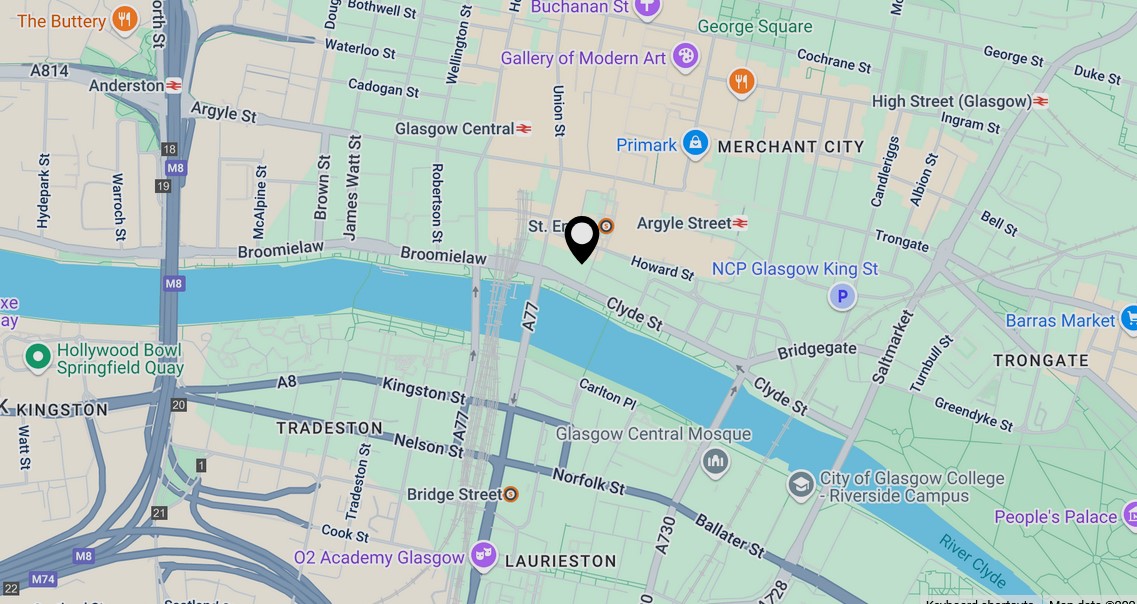 Bothwell St
Buchanan St
The Buttery
George Square
Waterloo St
Wellington St
Gallery of Modern Art
Cochrane St
George St
Duke St
A814
Anderston
Cadogan St
Union St
High Street (Glasgow)
Argyle St
Glasgow Central
Ingram St
18
Primark
MERCHANT CITY
M8
19
Hydepark St
Warroch St
McAlpine St
Brown St
James Watt St
Robertson St
Candleriggs
Albion St
Argyle Street
Bell St
Trongate
Broomielaw
Broomielaw
Howard St
NCP Glasgow King St
P
M8
A77
Clyde St
Barras Market
Saltmarket
Bridgegate
Turnbull St
TRONGATE
Hollywood Bowl
Springfield Quay
A8
Kingston St
Carlton Pl
Clyde St
KINGSTON
20
Greendyke St
TRADESTON
A77
Nelson St
Glasgow Central Mosque
Watt St
1
Tradeston St
Norfolk St
City of Glasgow College
- Riverside Campus
Bridge Street
21
Cook St
Ballater St
A730
People's Palace
River Clyde
M8
O2 Academy Glasgow
LAURIESTON
M74
22
A728